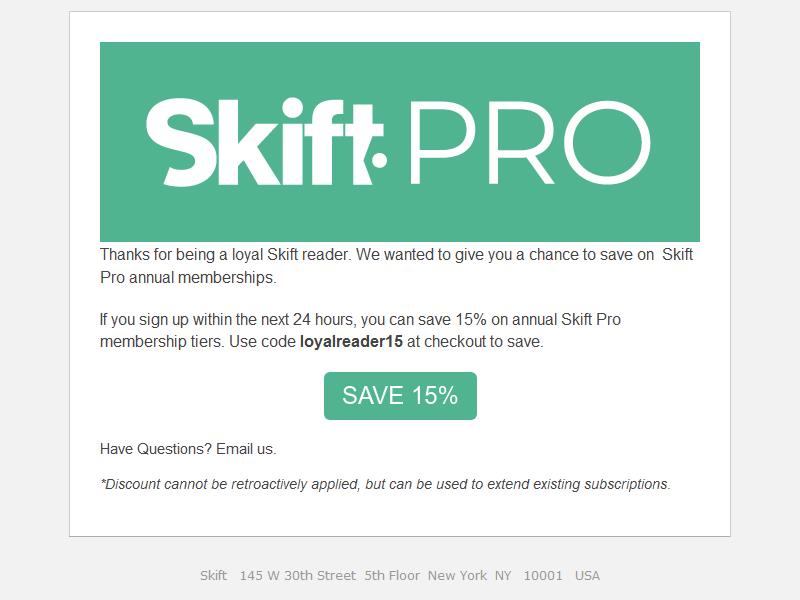 Skift PRO
Thanks for being a loyal Skift reader. We wanted to give you a chance to save on  Skift
Pro annual memberships.
If you sign up within the next 24 hours, you can save 15% on annual Skift Pro
membership tiers. Use code loyalreader15 at checkout to save.
SAVE 15%
Have Questions? Email us.
*Discount cannot be retroactively applied, but can be used to extend existing subscriptions.
Skift   145 W 30th Street  5th Floor  New York  NY   10001   USA